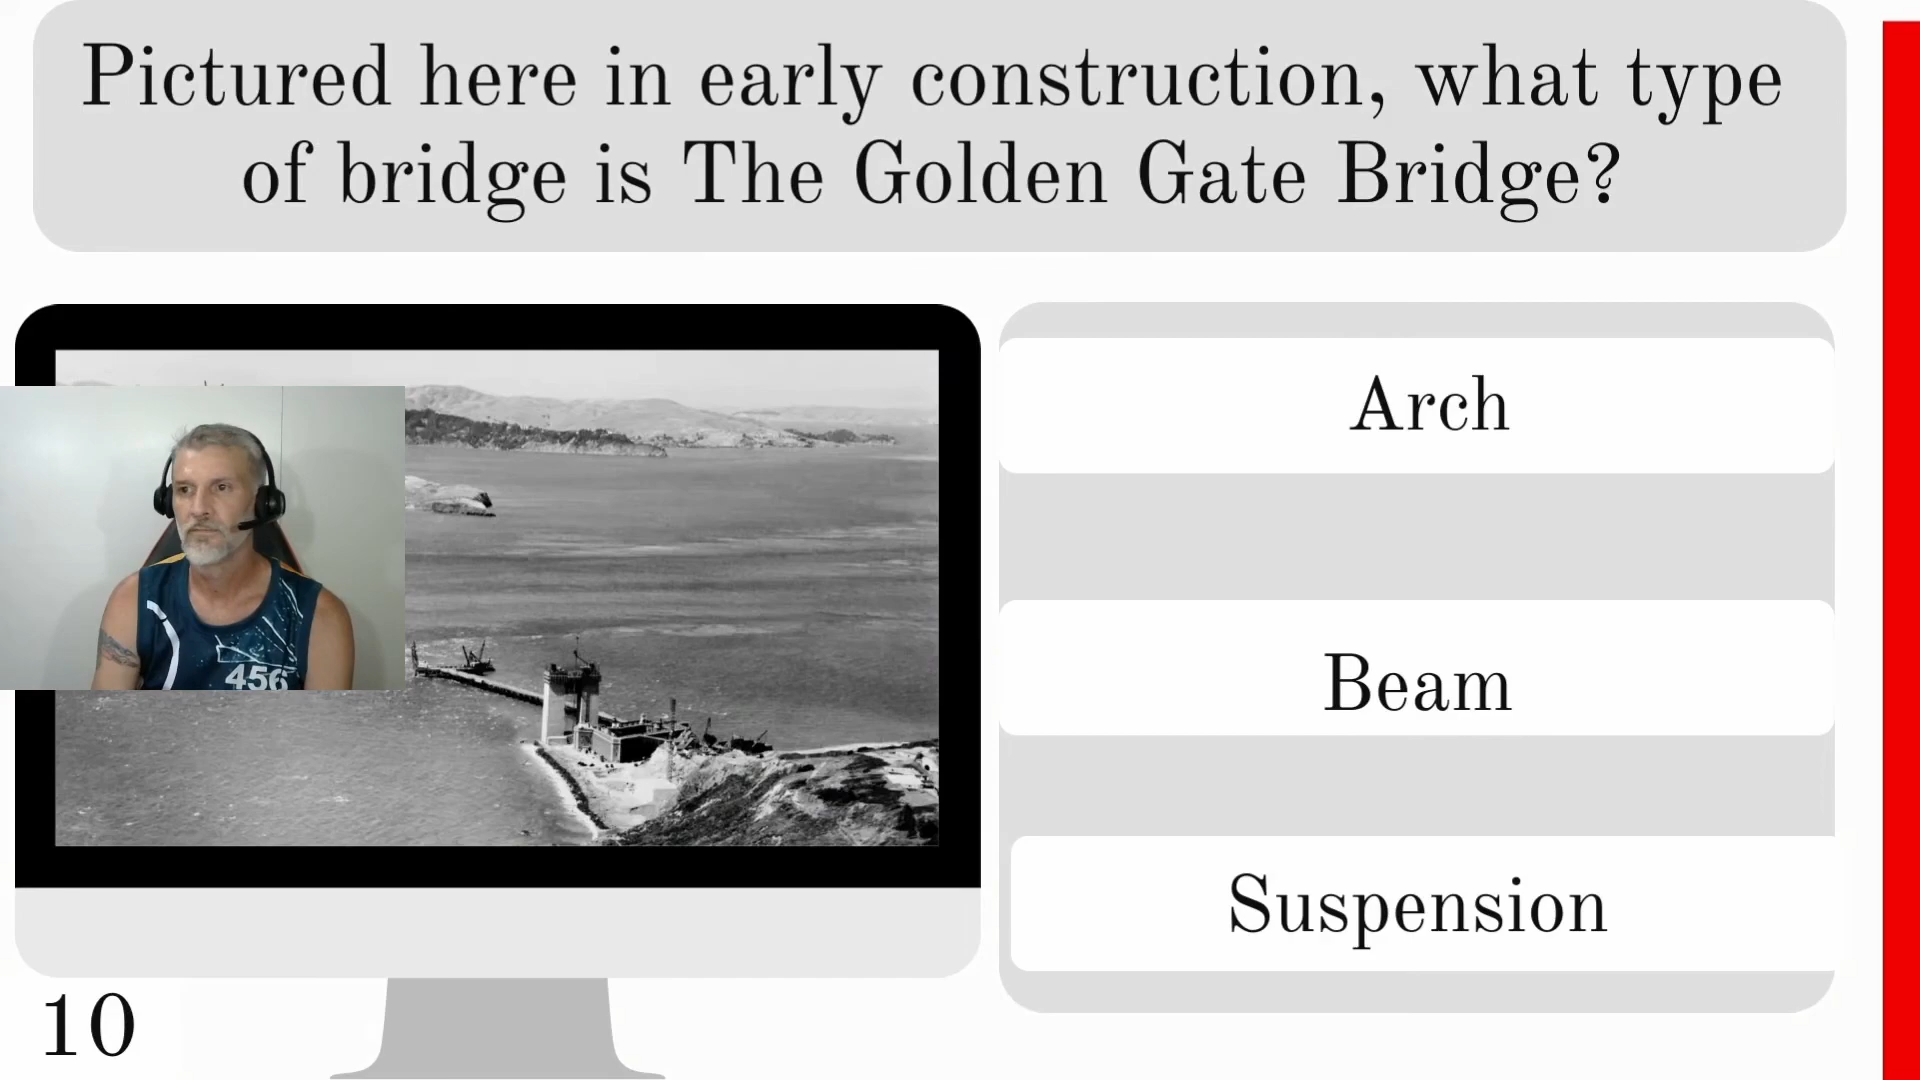 Pictured here in early construction, what type
of bridge is The Golden Gate Bridge?
Arch
456
Beam
Suspension
10